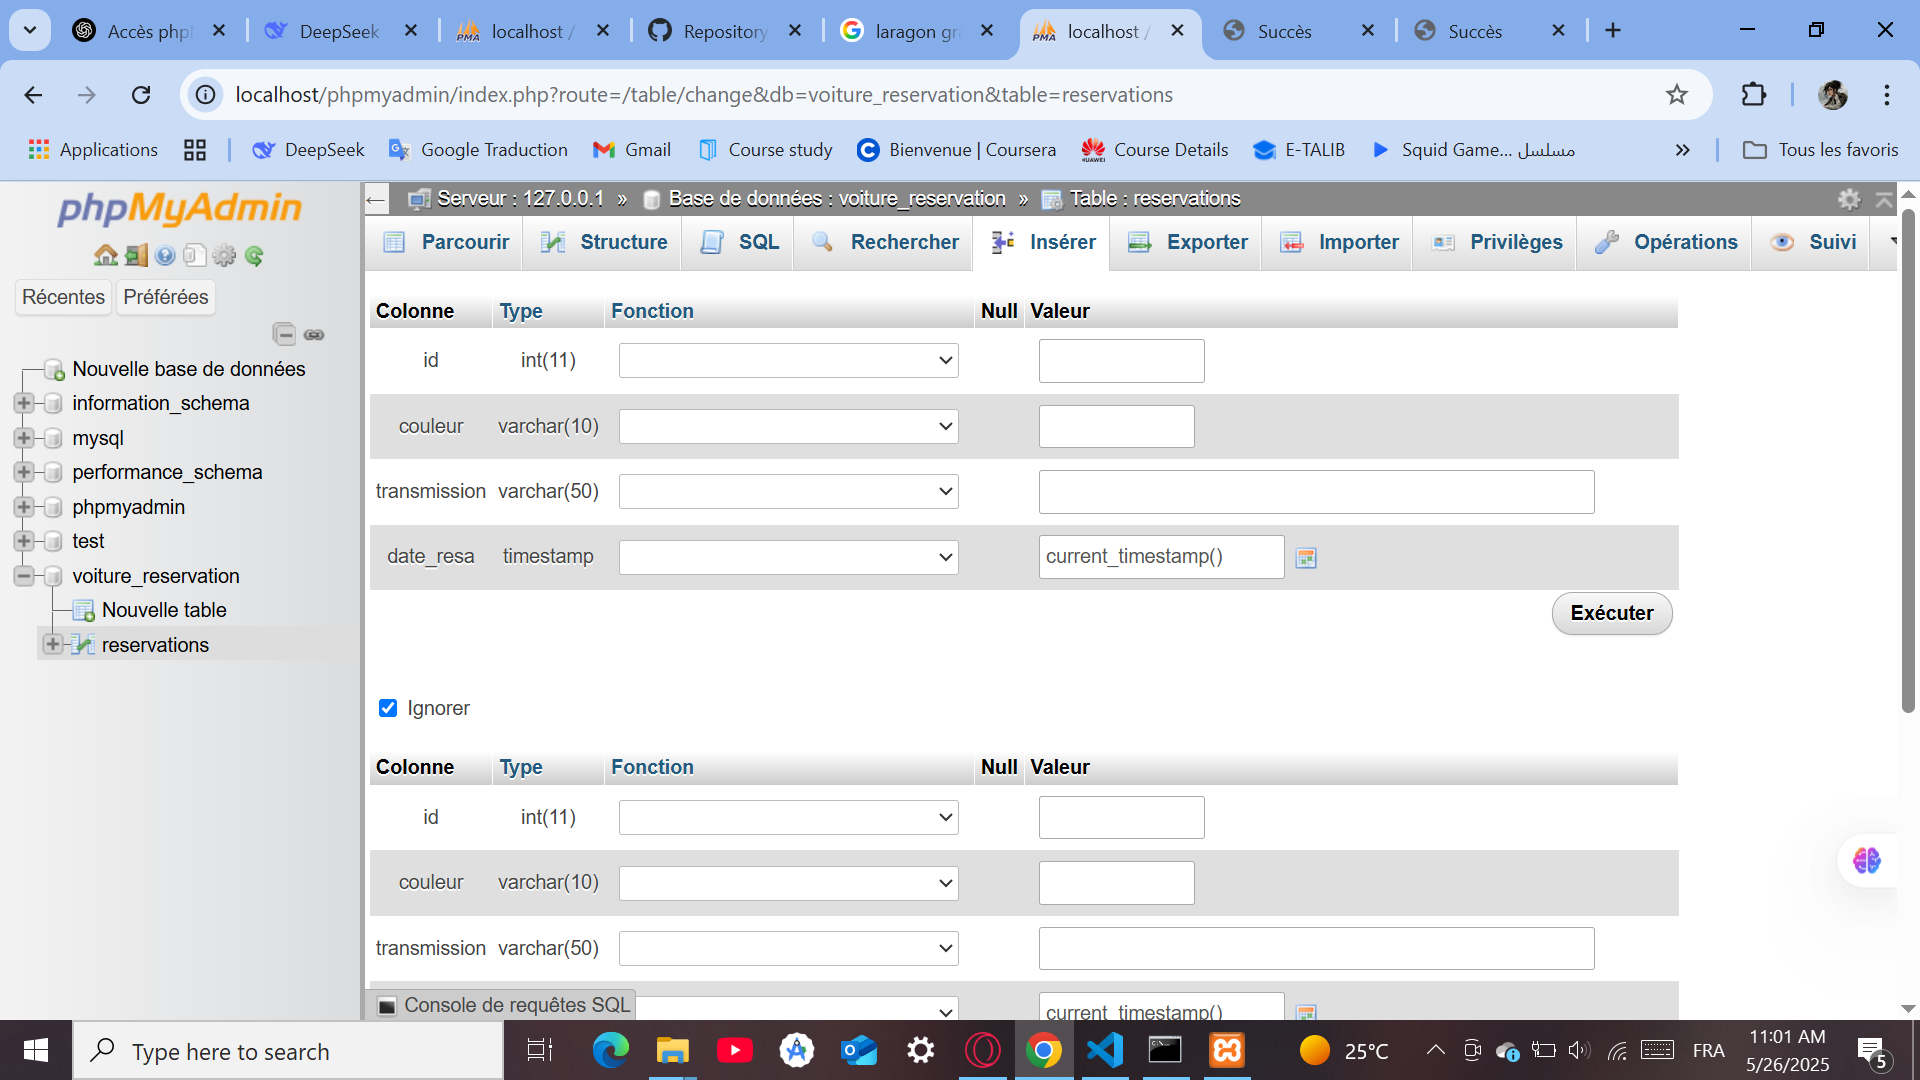 Accès php
DeepSeek
localhost /
Repository
laragon gra
localhost /
Succès
Succès
localhost/phpmyadmin/index.php?route=/table/change&db=voiture_reservation&table=reservations
Applications
DeepSeek
Google Traduction
Gmail
Course study
Bienvenue | Coursera
Course Details
E-TALIB
Squid Game... مسلسل
Tous les favoris
phpMyAdmin
Récentes
Préférées
Nouvelle base de données
information_schema
mysql
performance_schema
phpmyadmin
test
voiture_reservation
Nouvelle table
reservations
Serveur : 127.0.0.1 » Base de données : voiture_reservation » Table : reservations
Parcourir Structure SQL Rechercher Insérer Exporter Importer Privilèges Opérations Suivi
Colonne Type Fonction Null Valeur
id int(11)
couleur varchar(10)
transmission varchar(50)
date_resa timestamp current_timestamp()
Exécuter
Ignorer
Colonne Type Fonction Null Valeur
id int(11)
couleur varchar(10)
transmission varchar(50)
current_timestamp()
Console de requêtes SQL
Type here to search
25°C
FRA
11:01 AM
5/26/2025
5